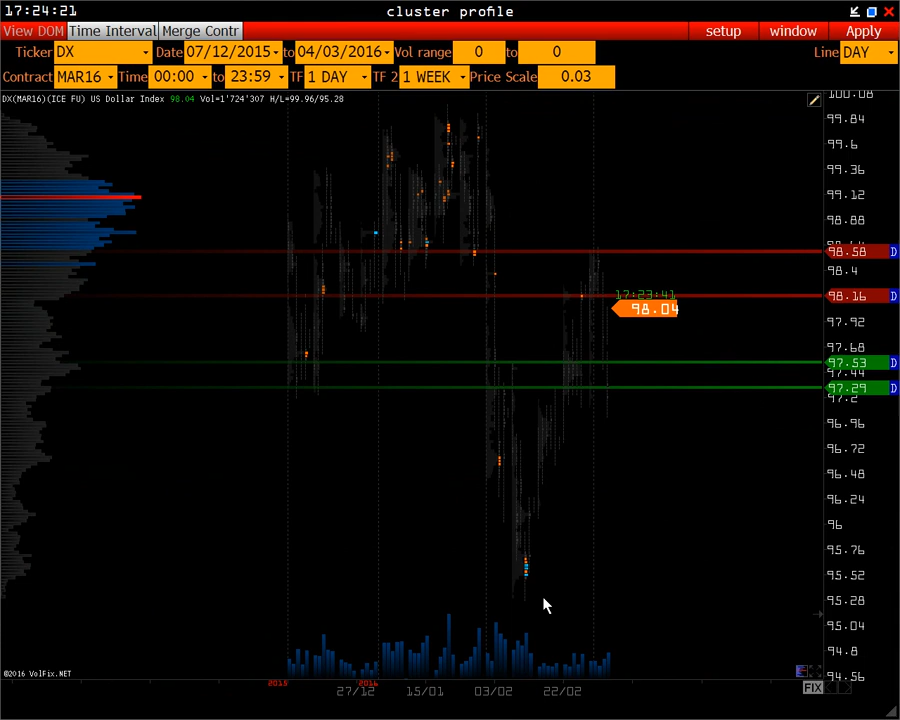 17:24:21 cluster profile
View DOM Time Interval Merge Contr setup window Apply
Ticker DX Date 07/12/2015 to 04/03/2016 Vol range 0 to 0 Line DAY
Contract MAR16 Time 00:00 to 23:59 TF 1 DAY TF 2 1 WEEK Price Scale 0.03
DX(MAR16)(ICE FU) US Dollar Index 98.04 Vol=1'724'307 H/L=99.96/95.28
100.08
99.84
99.6
99.36
99.12
98.88
98.58 D
98.4
17:23:41
98.16 D
98.04
97.92
97.68
97.53 D
97.44
97.29 D
97.2
96.96
96.72
96.48
96.24
96
95.76
95.52
95.28
95.04
94.8
©2016 VolFix.NET
94.56
2015 2016 FIX
27/12 15/01 03/02 22/02